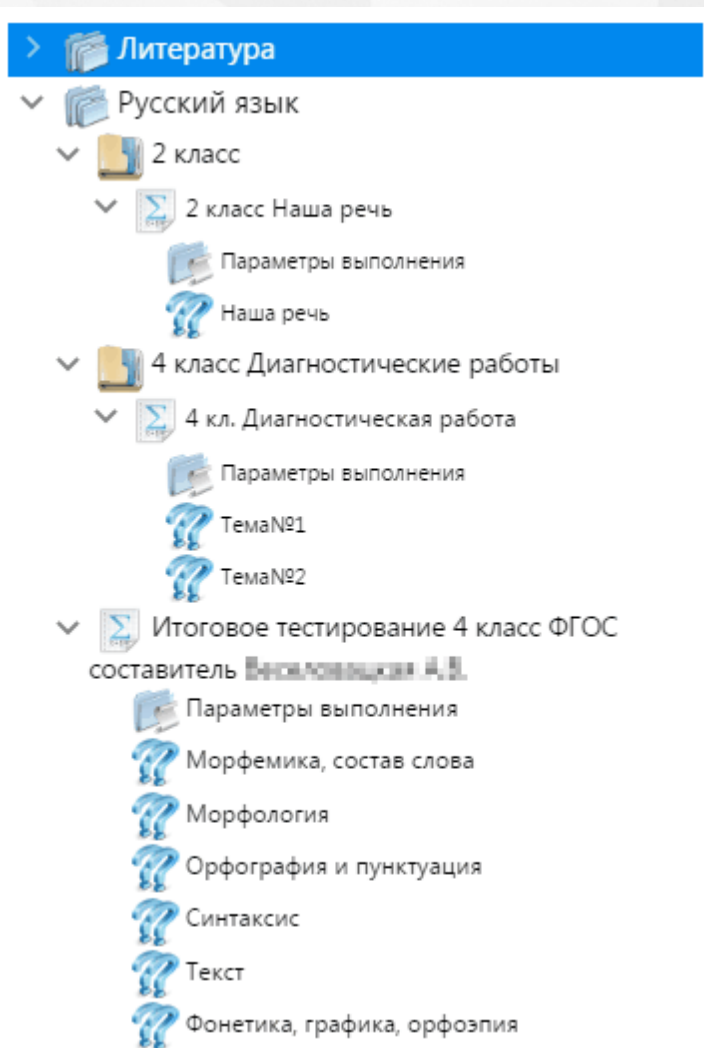 Литература
Русский язык
2 класс
2 класс Наша речь
Параметры выполнения
Наша речь
4 класс Диагностические работы
4 кл. Диагностическая работа
Параметры выполнения
Тема№1
Тема№2
Итоговое тестирование 4 класс ФГОС
составитель
Параметры выполнения
Морфемика, состав слова
Морфология
Орфография и пунктуация
Синтаксис
Текст
Фонетика, графика, орфоэпия